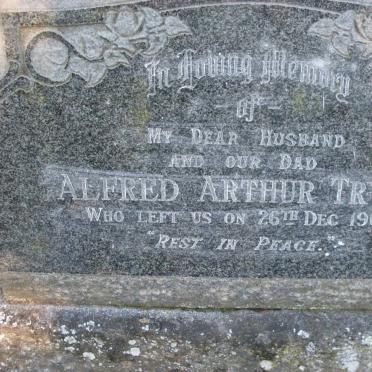 In Loving Memory
of
MY DEAR HUSBAND
AND OUR DAD
ALFRED ARTHUR TR
WHO LEFT US ON 26TH DEC 19
"REST IN PEACE."